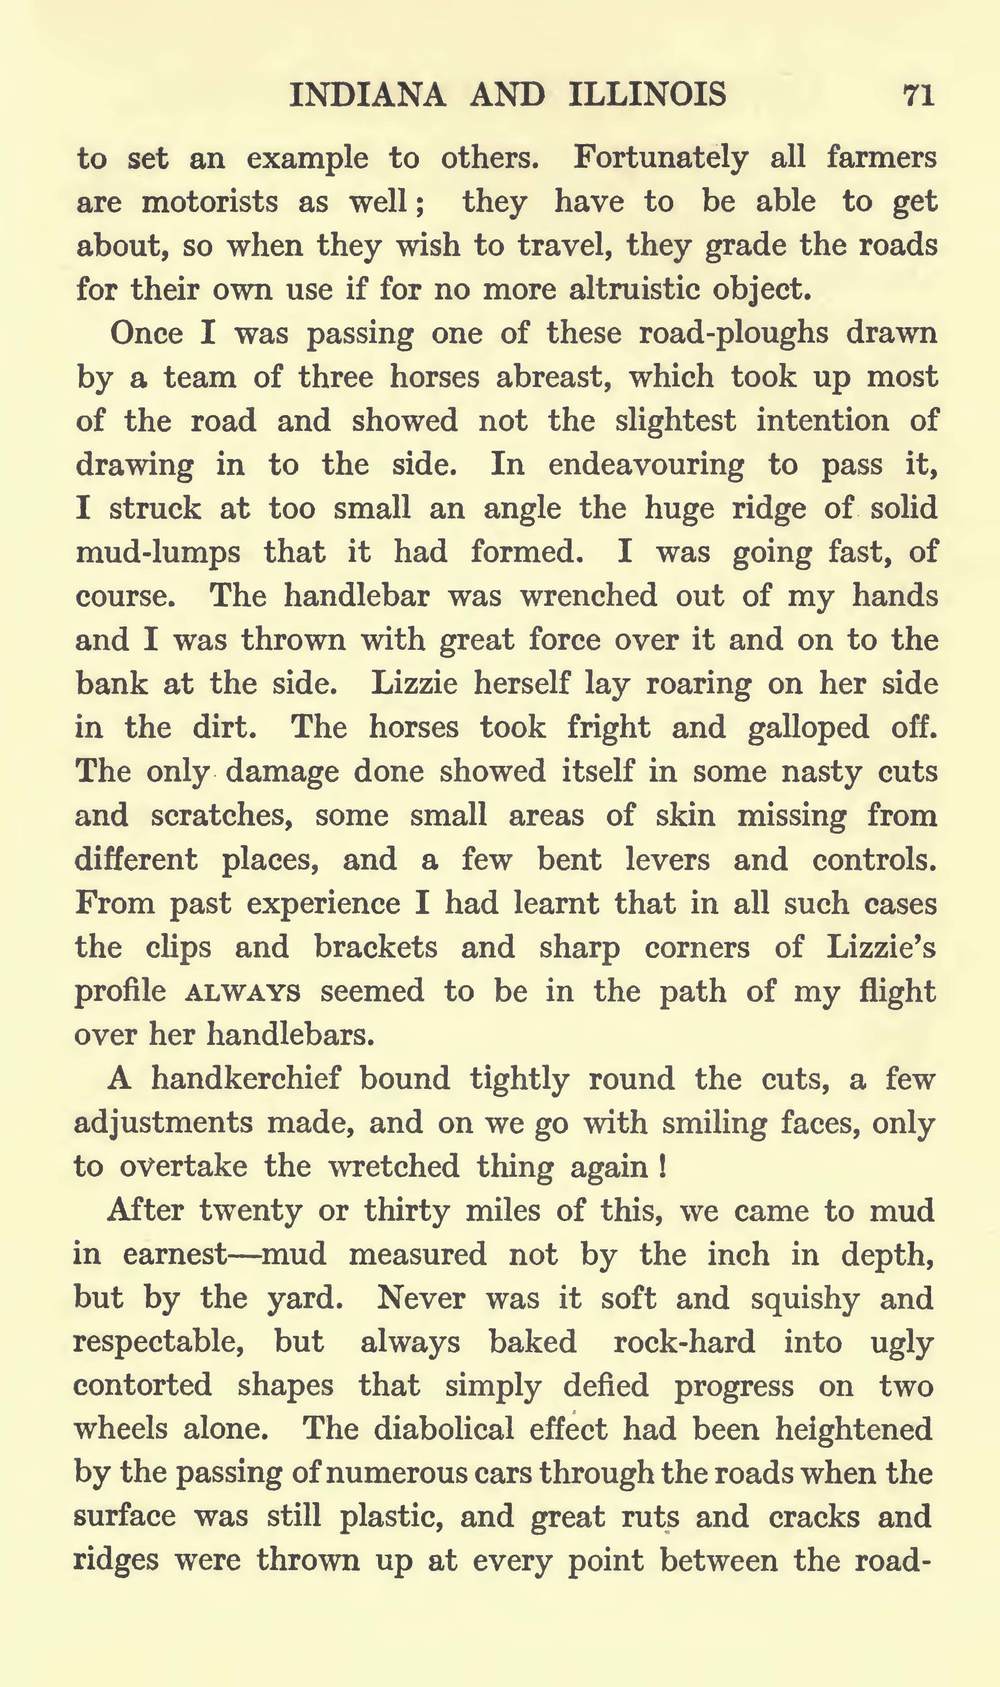 INDIANA AND ILLINOIS 71
to set an example to others. Fortunately all farmers
are motorists as well; they have to be able to get
about, so when they wish to travel, they grade the roads
for their own use if for no more altruistic object.
Once I was passing one of these road-ploughs drawn
by a team of three horses abreast, which took up most
of the road and showed not the slightest intention of
drawing in to the side. In endeavouring to pass it,
I struck at too small an angle the huge ridge of solid
mud-lumps that it had formed. I was going fast, of
course. The handlebar was wrenched out of my hands
and I was thrown with great force over it and on to the
bank at the side. Lizzie herself lay roaring on her side
in the dirt. The horses took fright and galloped off.
The only damage done showed itself in some nasty cuts
and scratches, some small areas of skin missing from
different places, and a few bent levers and controls.
From past experience I had learnt that in all such cases
the clips and brackets and sharp corners of Lizzie's
profile ALWAYS seemed to be in the path of my flight
over her handlebars.
A handkerchief bound tightly round the cuts, a few
adjustments made, and on we go with smiling faces, only
to overtake the wretched thing again!
After twenty or thirty miles of this, we came to mud
in earnest—mud measured not by the inch in depth,
but by the yard. Never was it soft and squishy and
respectable, but always baked rock-hard into ugly
contorted shapes that simply defied progress on two
wheels alone. The diabolical effect had been heightened
by the passing of numerous cars through the roads when the
surface was still plastic, and great ruts and cracks and
ridges were thrown up at every point between the road-